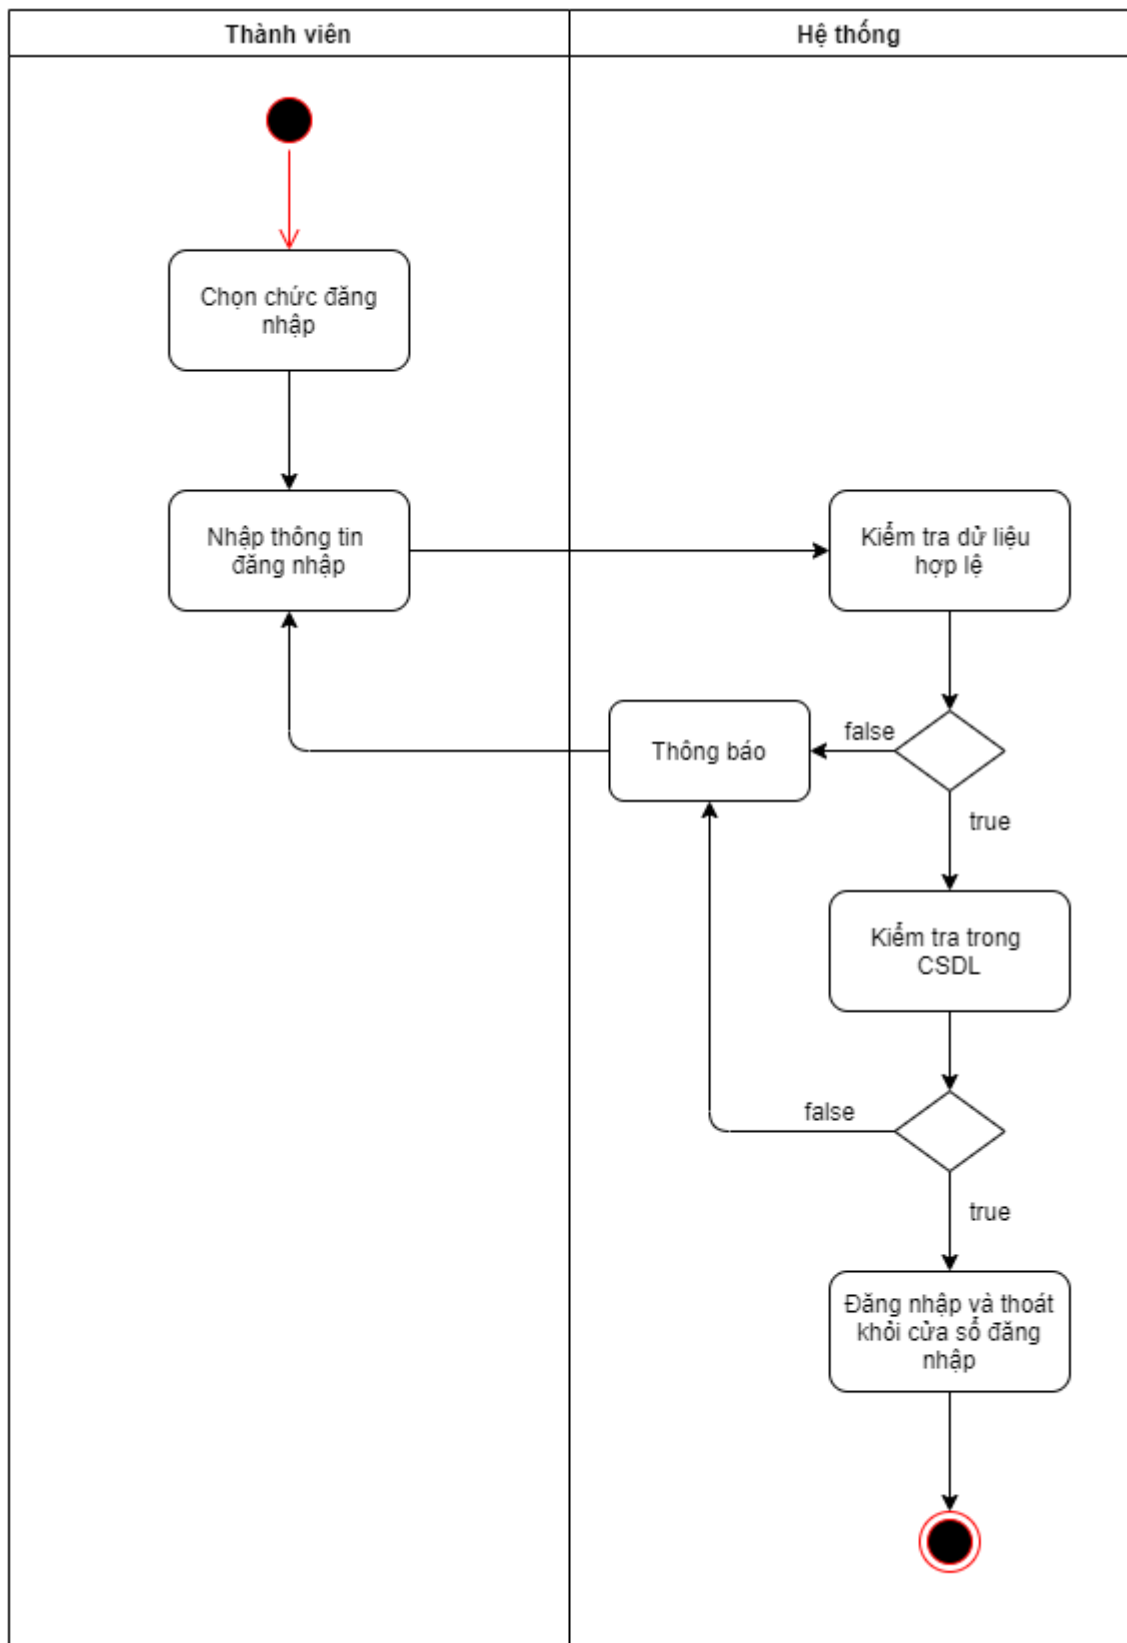 Thành viên
Hệ thống
Chọn chức đăng
nhập
Nhập thông tin
đăng nhập
Kiểm tra dử liệu
hợp lệ
false
Thông báo
true
Kiểm tra trong
CSDL
false
true
Đăng nhập và thoát
khỏi cửa sổ đăng
nhập